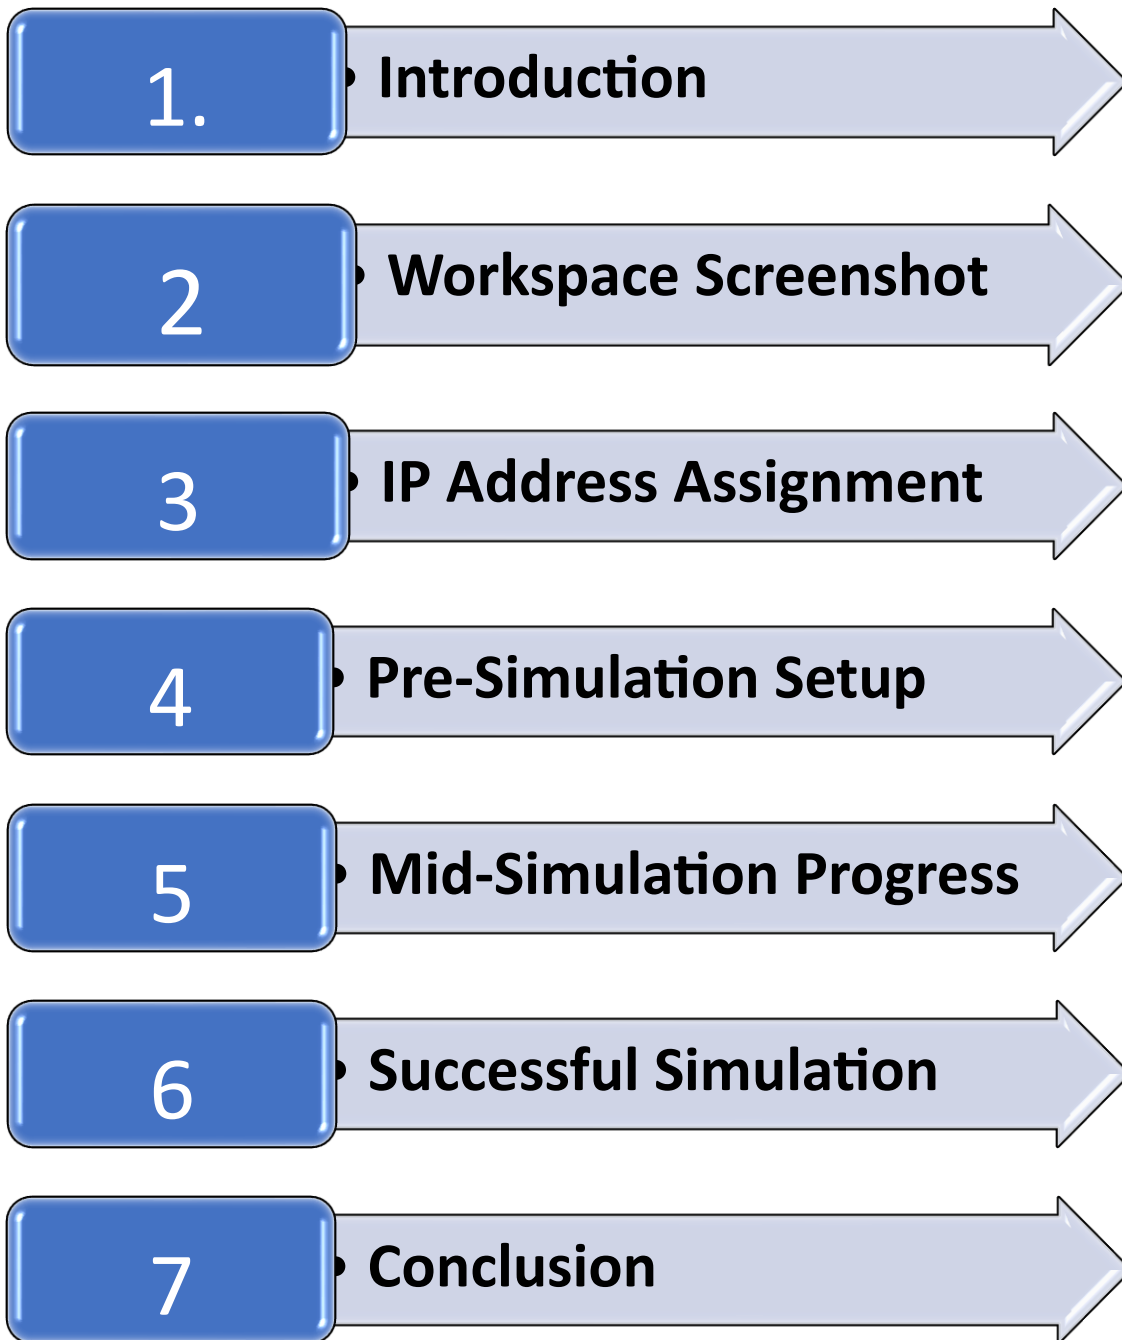 1.
• Introduction
2
• Workspace Screenshot
3
• IP Address Assignment
4
• Pre-Simulation Setup
5
• Mid-Simulation Progress
6
• Successful Simulation
7
• Conclusion